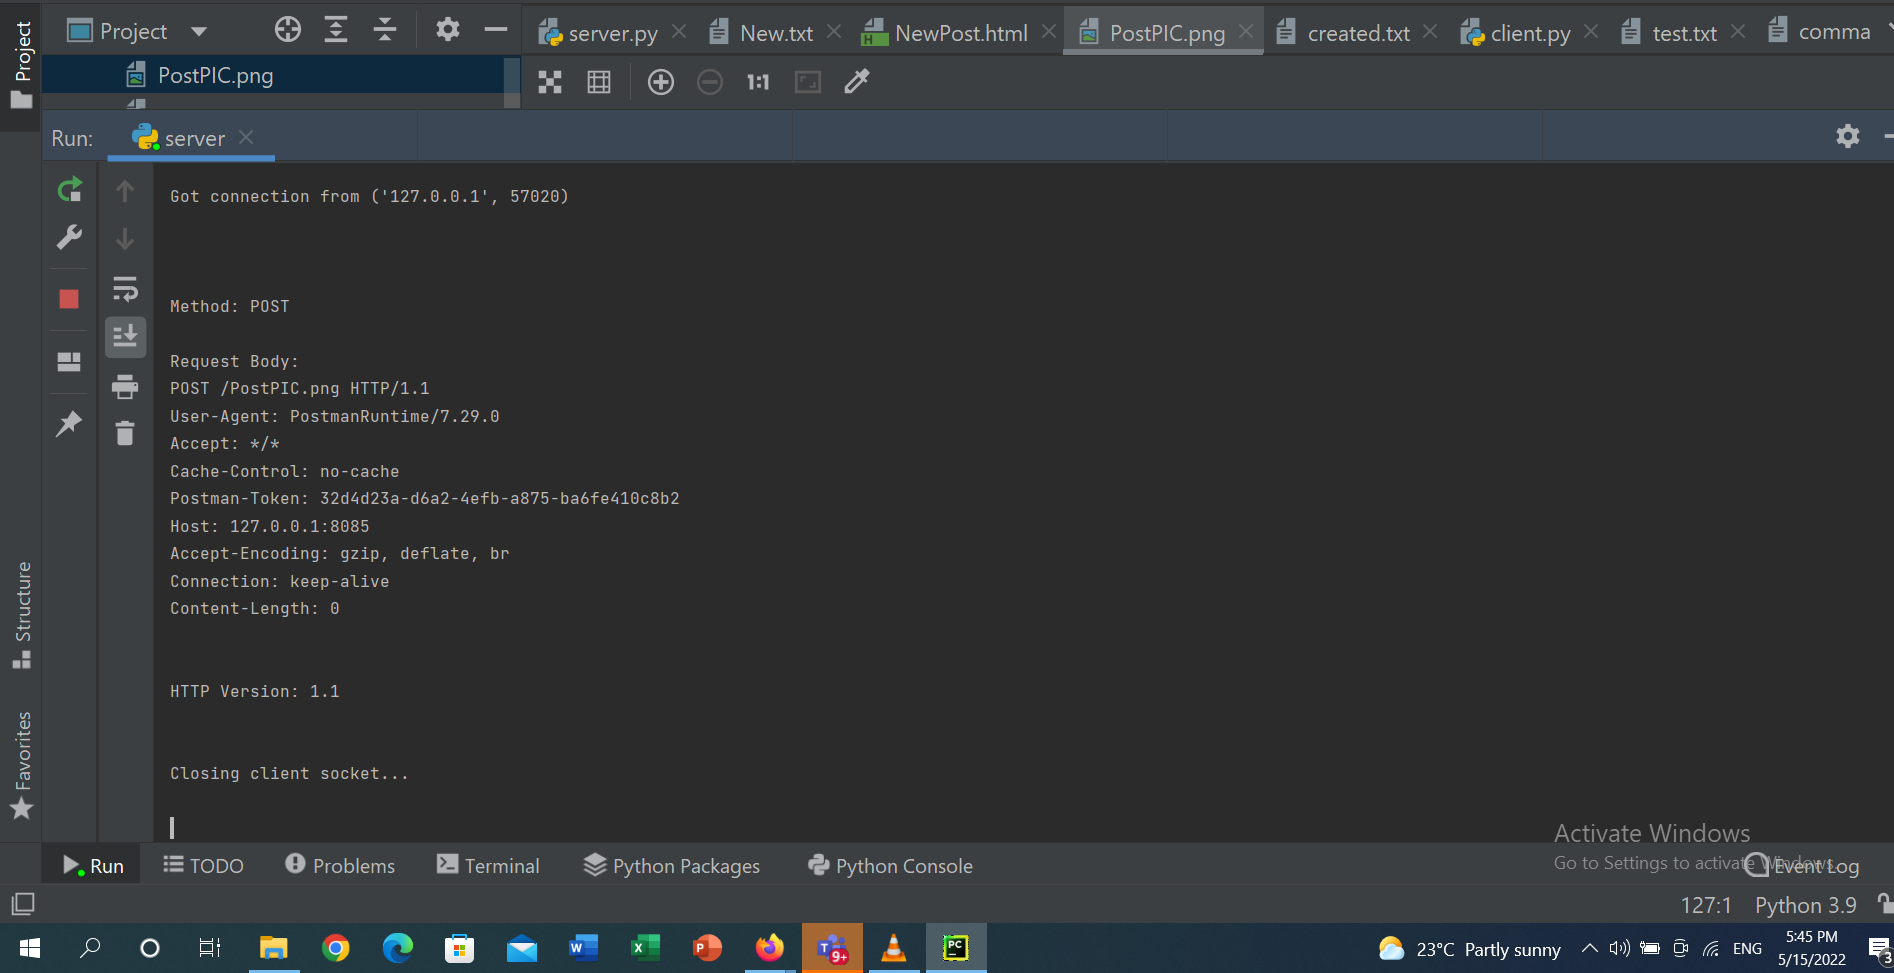 Project
Project
server.py
New.txt
NewPost.html
PostPIC.png
created.txt
client.py
test.txt
comma
PostPIC.png
1:1
Run:
server
Got connection from ('127.0.0.1', 57020)
Method: POST
Request Body:
POST /PostPIC.png HTTP/1.1
User-Agent: PostmanRuntime/7.29.0
Accept: */*
Cache-Control: no-cache
Postman-Token: 32d4d23a-d6a2-4efb-a875-ba6fe410c8b2
Host: 127.0.0.1:8085
Accept-Encoding: gzip, deflate, br
Connection: keep-alive
Content-Length: 0
HTTP Version: 1.1
Closing client socket...
Structure
Favorites
Activate Windows
Go to Settings to activate Windows.
Run
TODO
Problems
Terminal
Python Packages
Python Console
Event Log
127:1
Python 3.9
23°C Partly sunny
ENG
5:45 PM
5/15/2022
3
9+